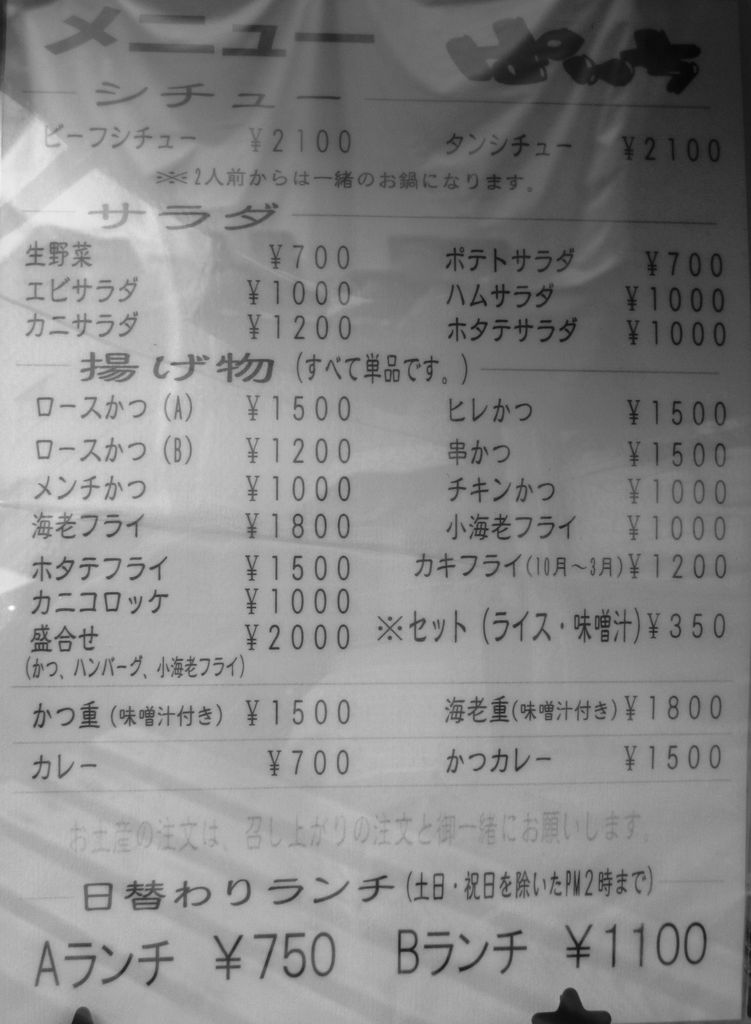 メニュー ぽぃち
シチュー
ビーフシチュー ￥2100 タンシチュー ￥2100
※2人前からは一緒のお鍋になります。
サラダ
生野菜 ￥700 ポテトサラダ ￥700
エビサラダ ￥1000 ハムサラダ ￥1000
カニサラダ ￥1200 ホタテサラダ ￥1000
揚げ物 (すべて単品です。)
ロースかつ (A) ￥1500 ヒレかつ ￥1500
ロースかつ (B) ￥1200 串かつ ￥1500
メンチかつ ￥1000 チキンかつ ￥1000
海老フライ ￥1800 小海老フライ ￥1000
ホタテフライ ￥1500 カキフライ(10月～3月) ￥1200
カニコロッケ ￥1000
※セット (ライス・味噌汁) ￥350
盛合せ ￥2000
(かつ、ハンバーグ、小海老フライ)
かつ重 (味噌汁付き) ￥1500 海老重(味噌汁付き) ￥1800
カレー ￥700 かつカレー ￥1500
お土産の注文は、召し上がりの注文と御一緒にお願いします。
日替わりランチ (土日・祝日を除いたPM2時まで)
Aランチ ￥750 Bランチ ￥1100